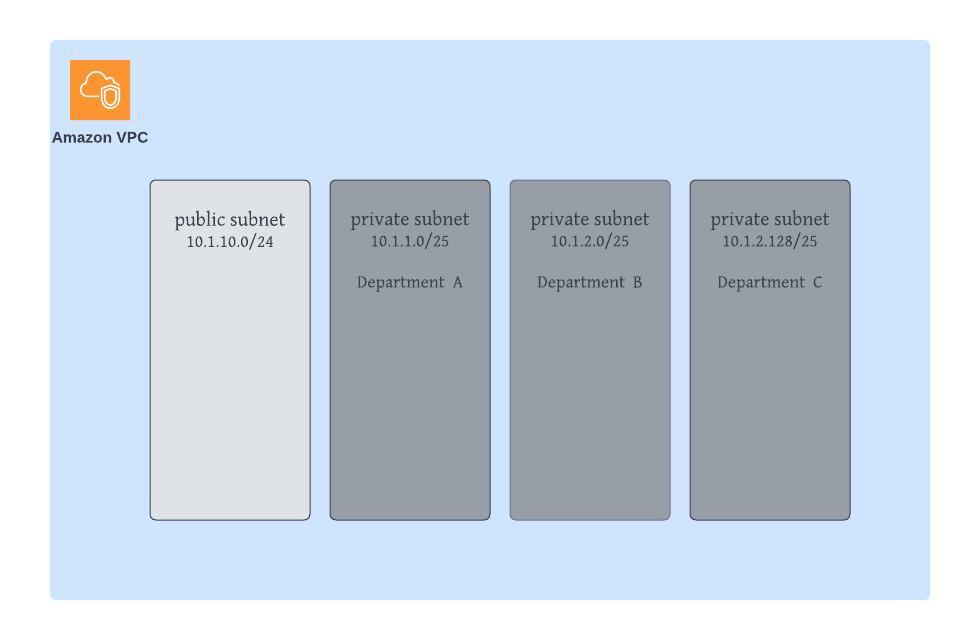 Amazon VPC
public subnet
10.1.10.0/24
private subnet
10.1.1.0/25
Department A
private subnet
10.1.2.0/25
Department B
private subnet
10.1.2.128/25
Department C